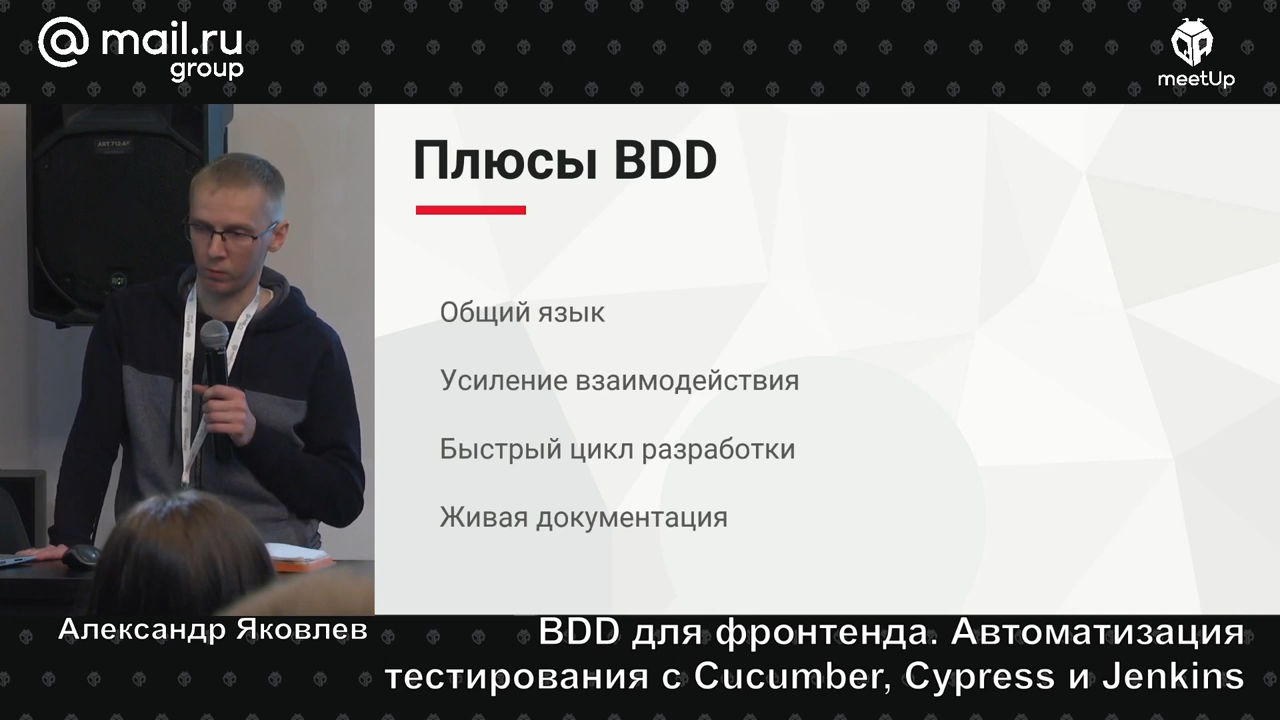 @mail.ru
group
meetUp
Плюсы BDD
Общий язык
Усиление взаимодействия
Быстрый цикл разработки
Живая документация
Александр Яковлев
BDD для фронтенда. Автоматизация
тестирования с Cucumber, Cypress и Jenkins